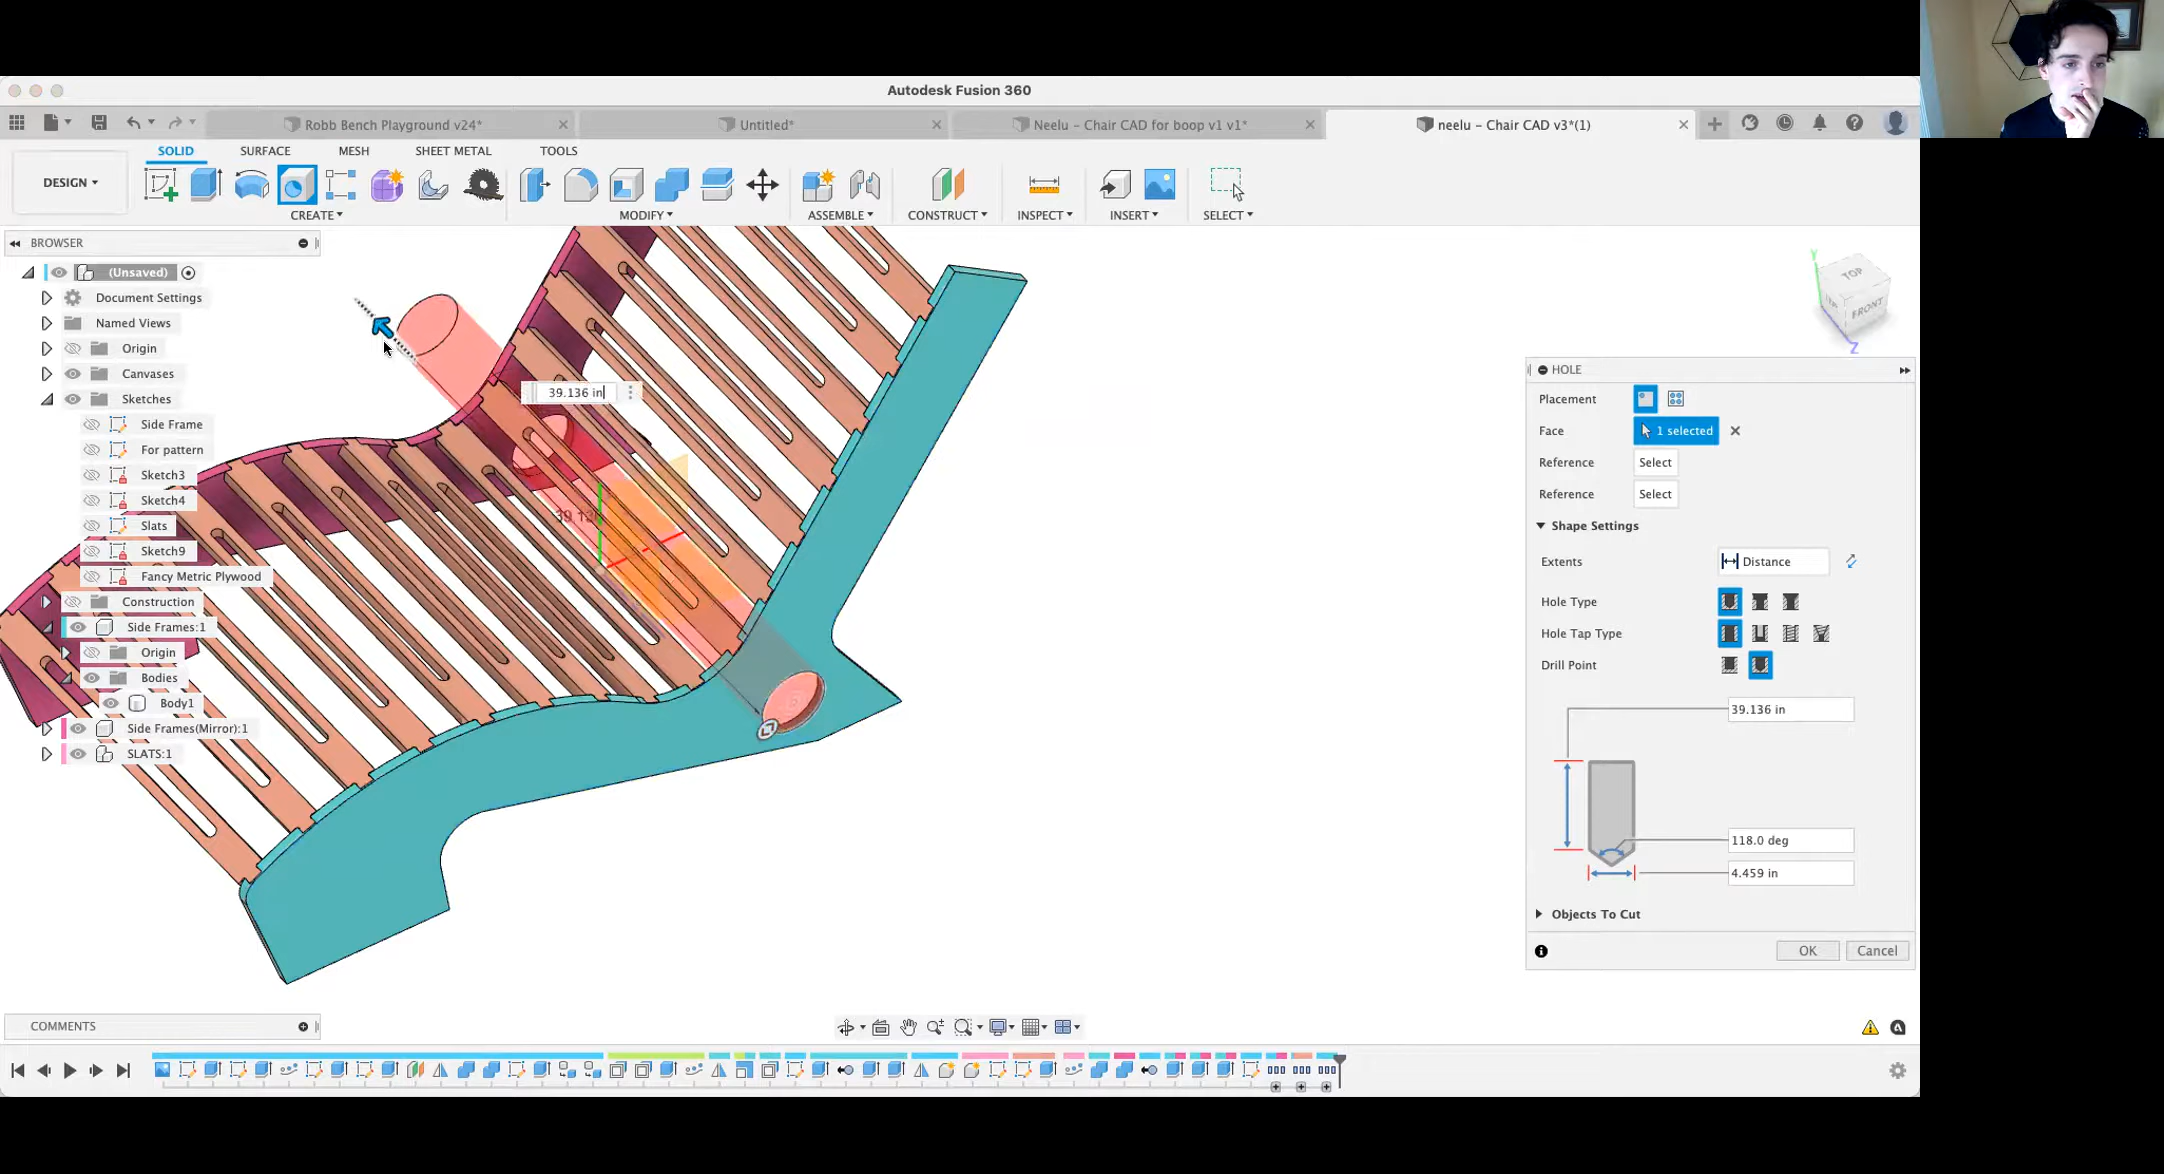 Autodesk Fusion 360
Robb Bench Playground v24*
Untitled*
Neelu - Chair CAD for boop v1 v1*
neelu - Chair CAD v3*(1)
SOLID
SURFACE
MESH
SHEET METAL
TOOLS
DESIGN
CREATE
MODIFY
ASSEMBLE
CONSTRUCT
INSPECT
INSERT
SELECT
BROWSER
(Unsaved)
Document Settings
Named Views
Origin
Canvases
Sketches
Side Frame
For pattern
Sketch3
Sketch4
Slats
Sketch9
Fancy Metric Plywood
Construction
Side Frames:1
Origin
Bodies
Body1
Side Frames(Mirror):1
SLATS:1
39.136 in
TOP
FRONT
Y
Z
HOLE
Placement
Face
1 selected
Reference
Select
Reference
Select
Shape Settings
Extents
Distance
Hole Type
Hole Tap Type
Drill Point
39.136 in
118.0 deg
4.459 in
Objects To Cut
OK
Cancel
COMMENTS